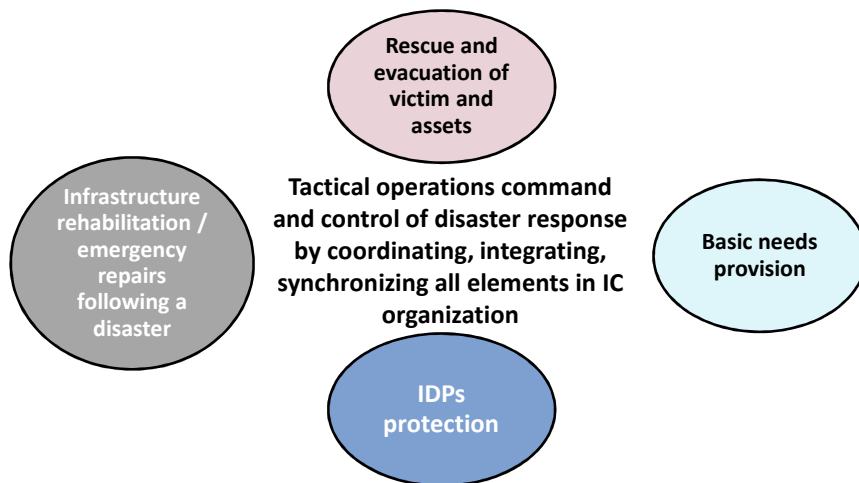 Rescue and
evacuation of
victim and
assets
Infrastructure
rehabilitation /
emergency
repairs
following a
disaster
Tactical operations command
and control of disaster response
by coordinating, integrating,
synchronizing all elements in IC
organization
Basic needs
provision
IDPs
protection